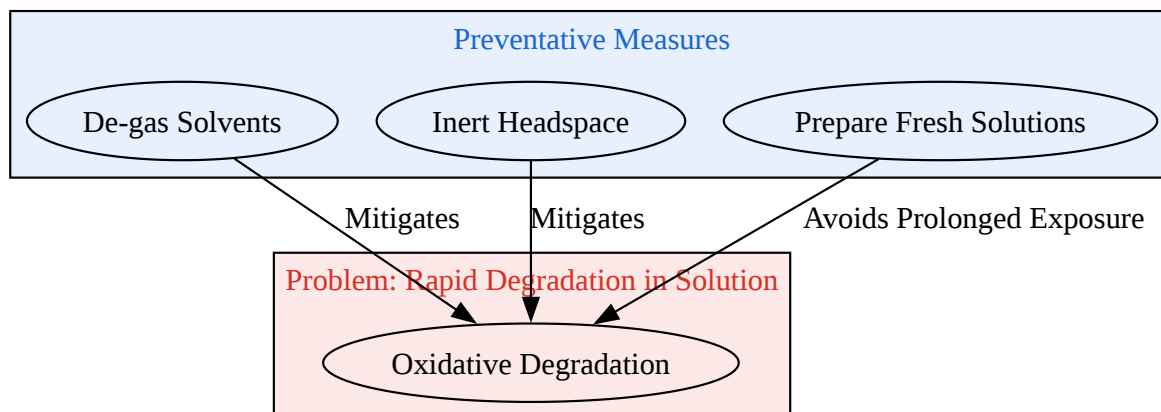 Preventative Measures
De-gas Solvents
Inert Headspace
Prepare Fresh Solutions
Mitigates
Mitigates
Avoids Prolonged Exposure
Problem: Rapid Degradation in Solution
Oxidative Degradation